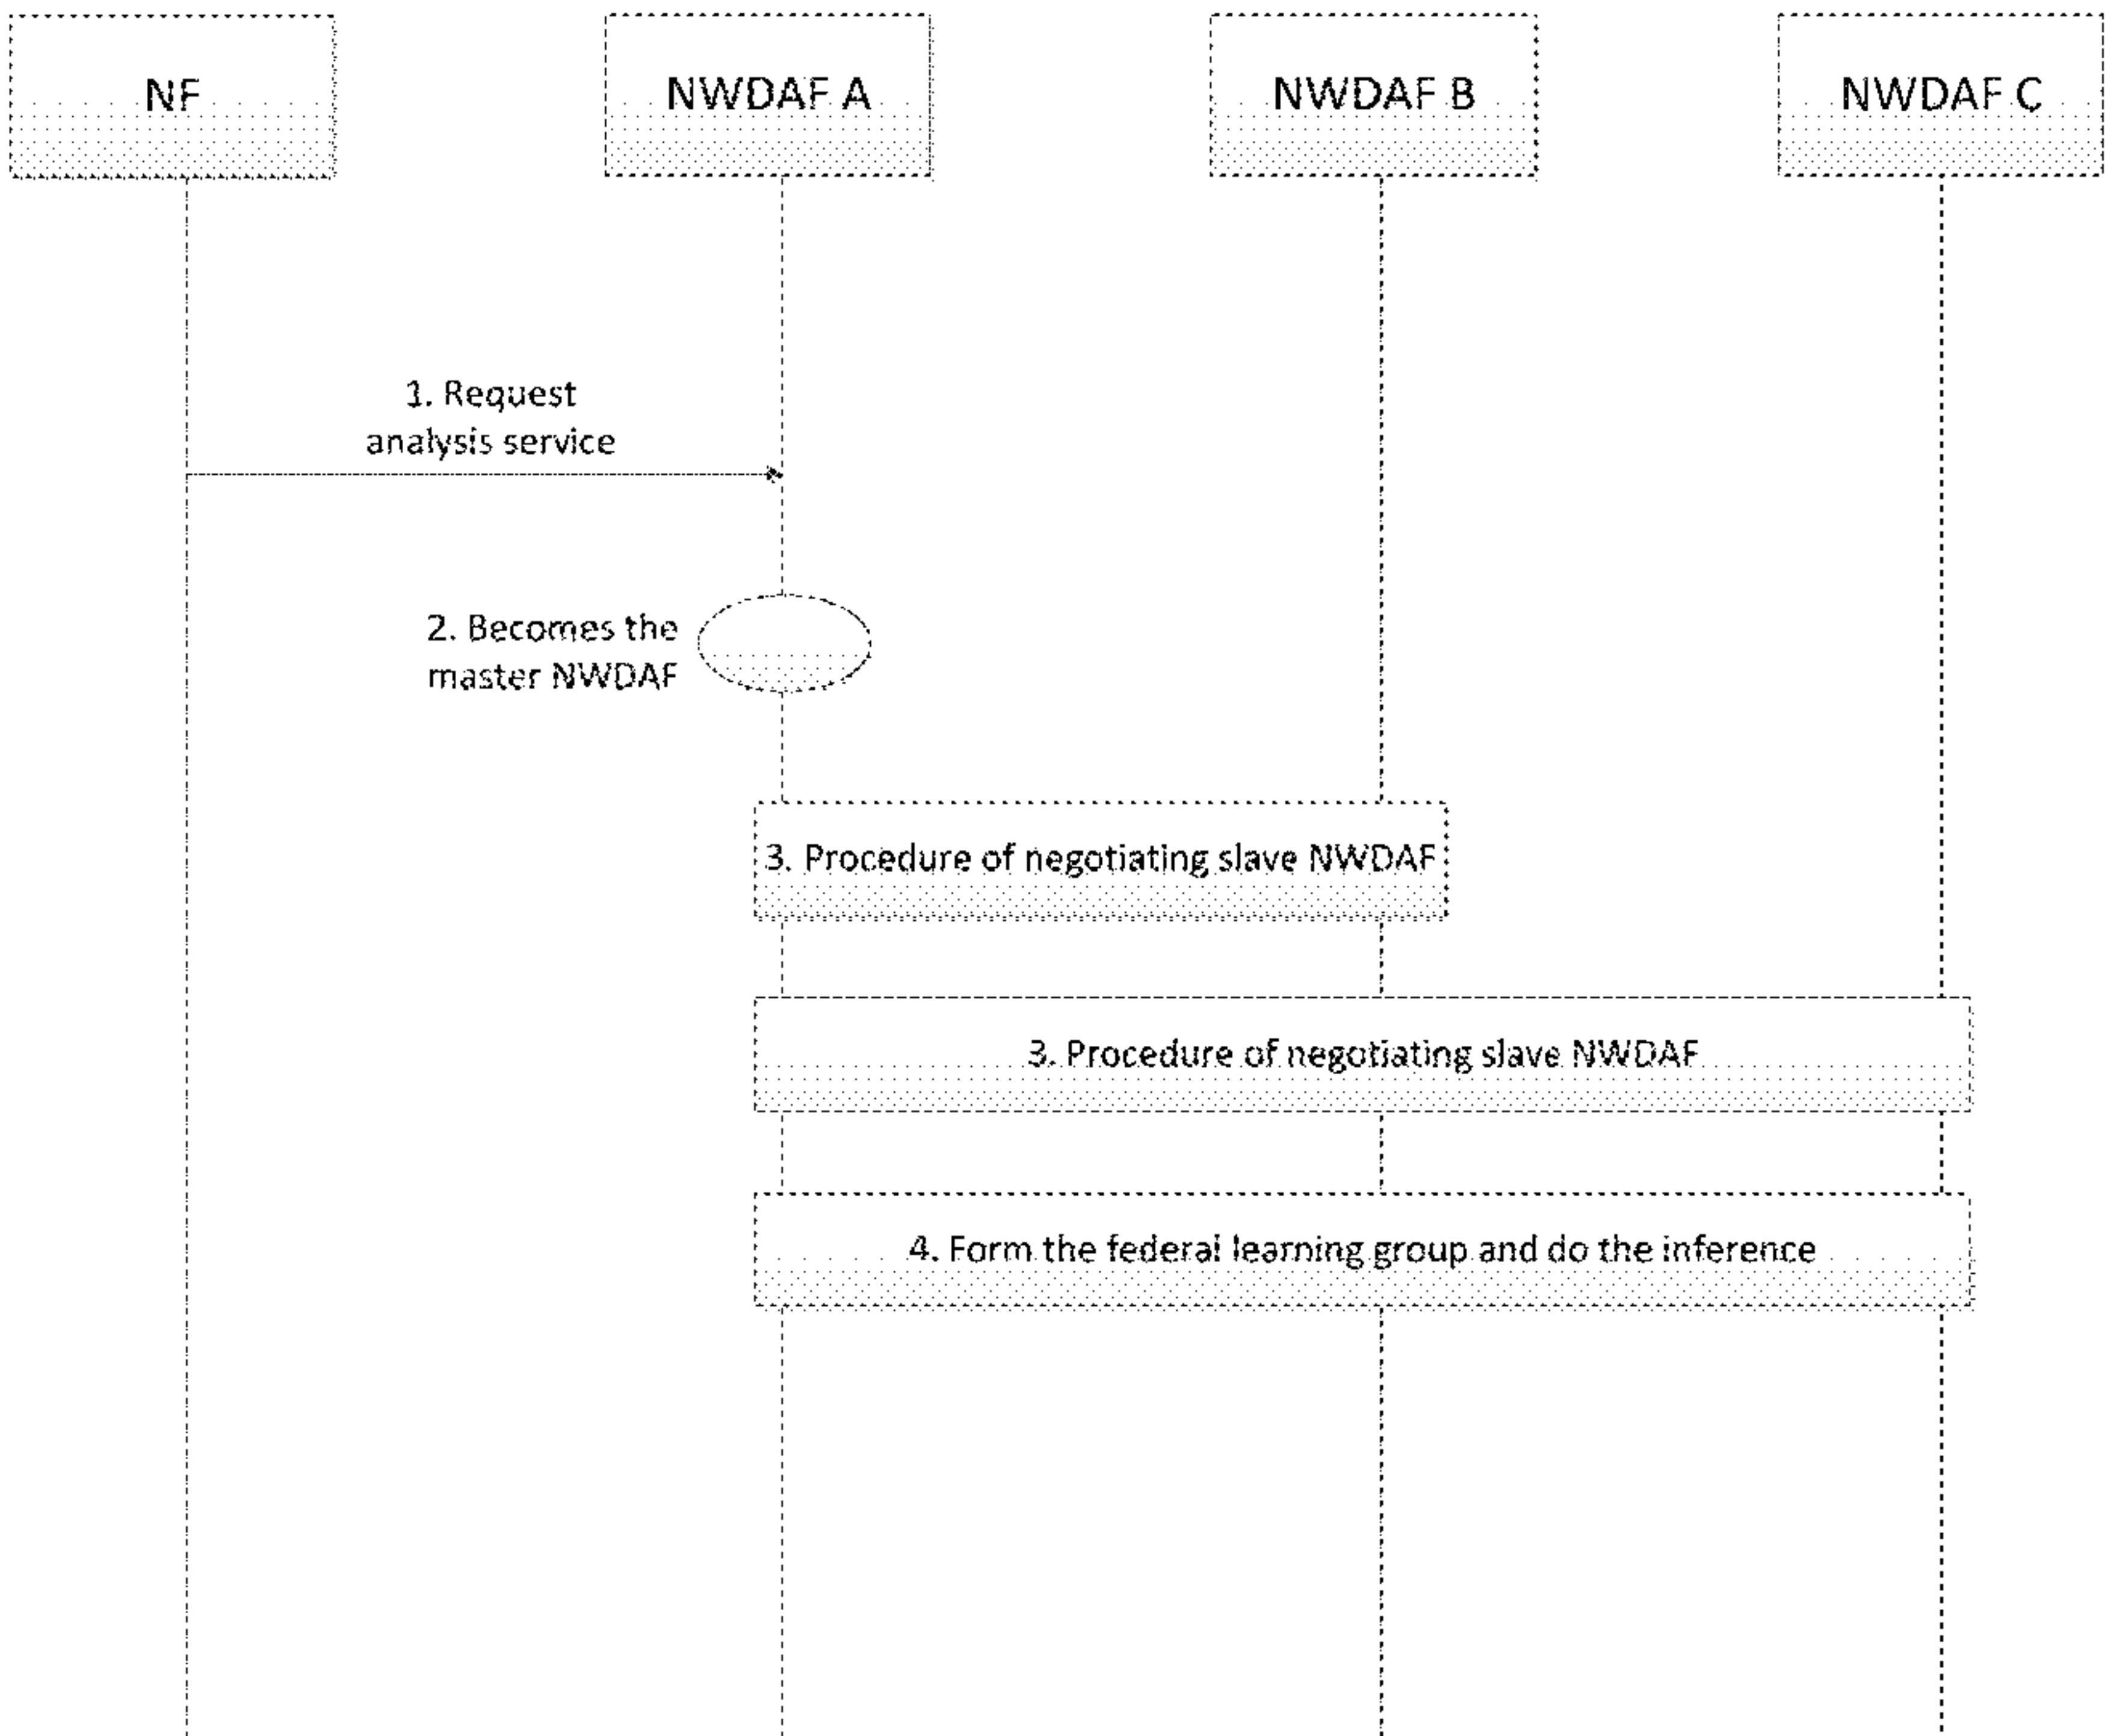 NF
NWDAF A
NWDAF B
NWDAF C
1. Request
analysis service
2. Becomes the
master NWDAF
3. Procedure of negotiating slave NWDAF
3. Procedure of negotiating slave NWDAF
4. Form the federal learning group and do the inference